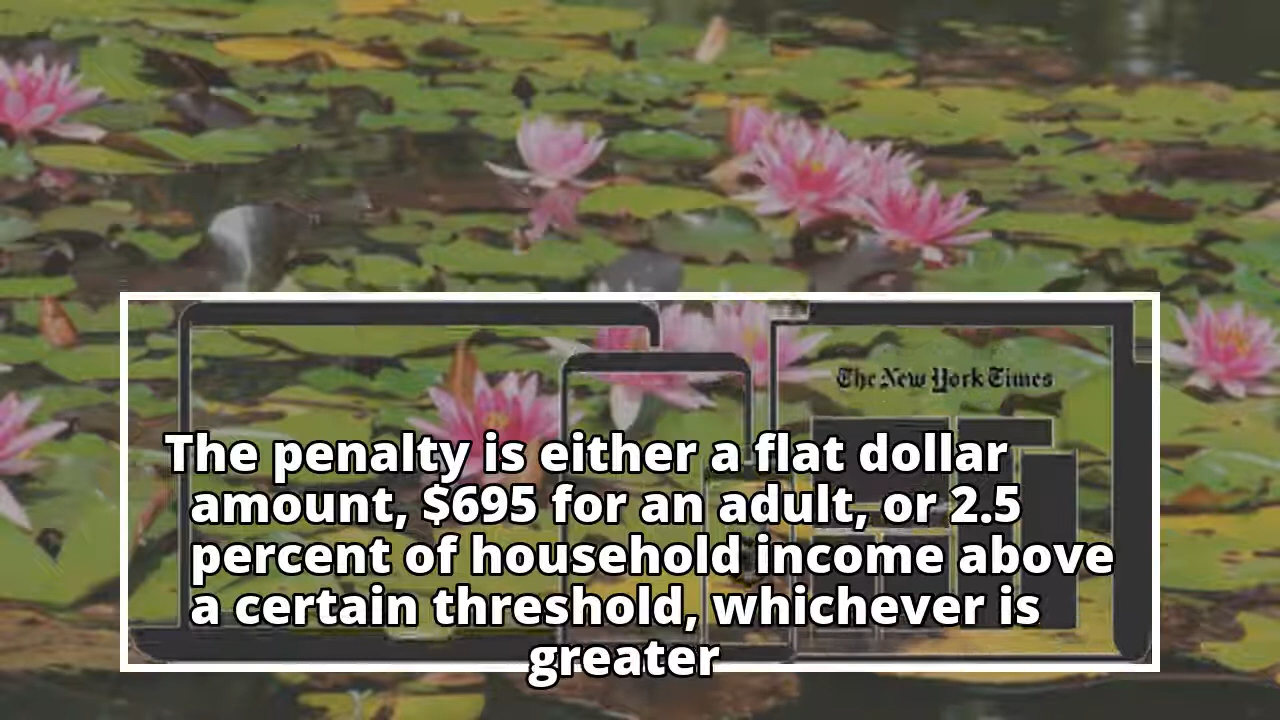 The New York Times
The penalty is either a flat dollar
amount, $695 for an adult, or 2.5
percent of household income above
a certain threshold, whichever is
greater